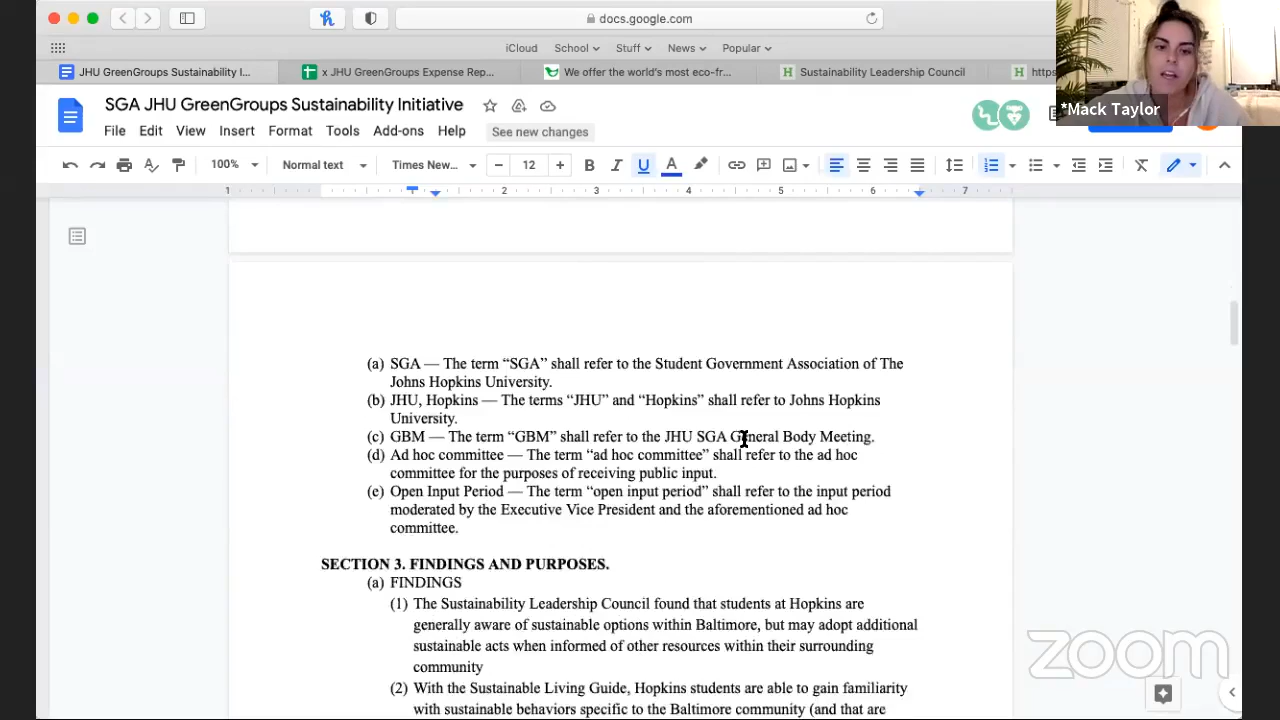 docs.google.com
iCloud School Stuff News Popular
JHU GreenGroups Sustainability I... x JHU GreenGroups Expense Rep... We offer the world's most eco-fr... Sustainability Leadership Council https
*Mack Taylor
SGA JHU GreenGroups Sustainability Initiative
File Edit View Insert Format Tools Add-ons Help See new changes
100% Normal text Times New... 12 B I U A
1 1 2 3 4 5 6 7
(a) SGA — The term “SGA” shall refer to the Student Government Association of The
Johns Hopkins University.
(b) JHU, Hopkins — The terms “JHU” and “Hopkins” shall refer to Johns Hopkins
University.
(c) GBM — The term “GBM” shall refer to the JHU SGA General Body Meeting.
(d) Ad hoc committee — The term “ad hoc committee” shall refer to the ad hoc
committee for the purposes of receiving public input.
(e) Open Input Period — The term “open input period” shall refer to the input period
moderated by the Executive Vice President and the aforementioned ad hoc
committee.
SECTION 3. FINDINGS AND PURPOSES.
(a) FINDINGS
(1) The Sustainability Leadership Council found that students at Hopkins are
generally aware of sustainable options within Baltimore, but may adopt additional
sustainable acts when informed of other resources within their surrounding
community
(2) With the Sustainable Living Guide, Hopkins students are able to gain familiarity
with sustainable behaviors specific to the Baltimore community (and that are
zoom